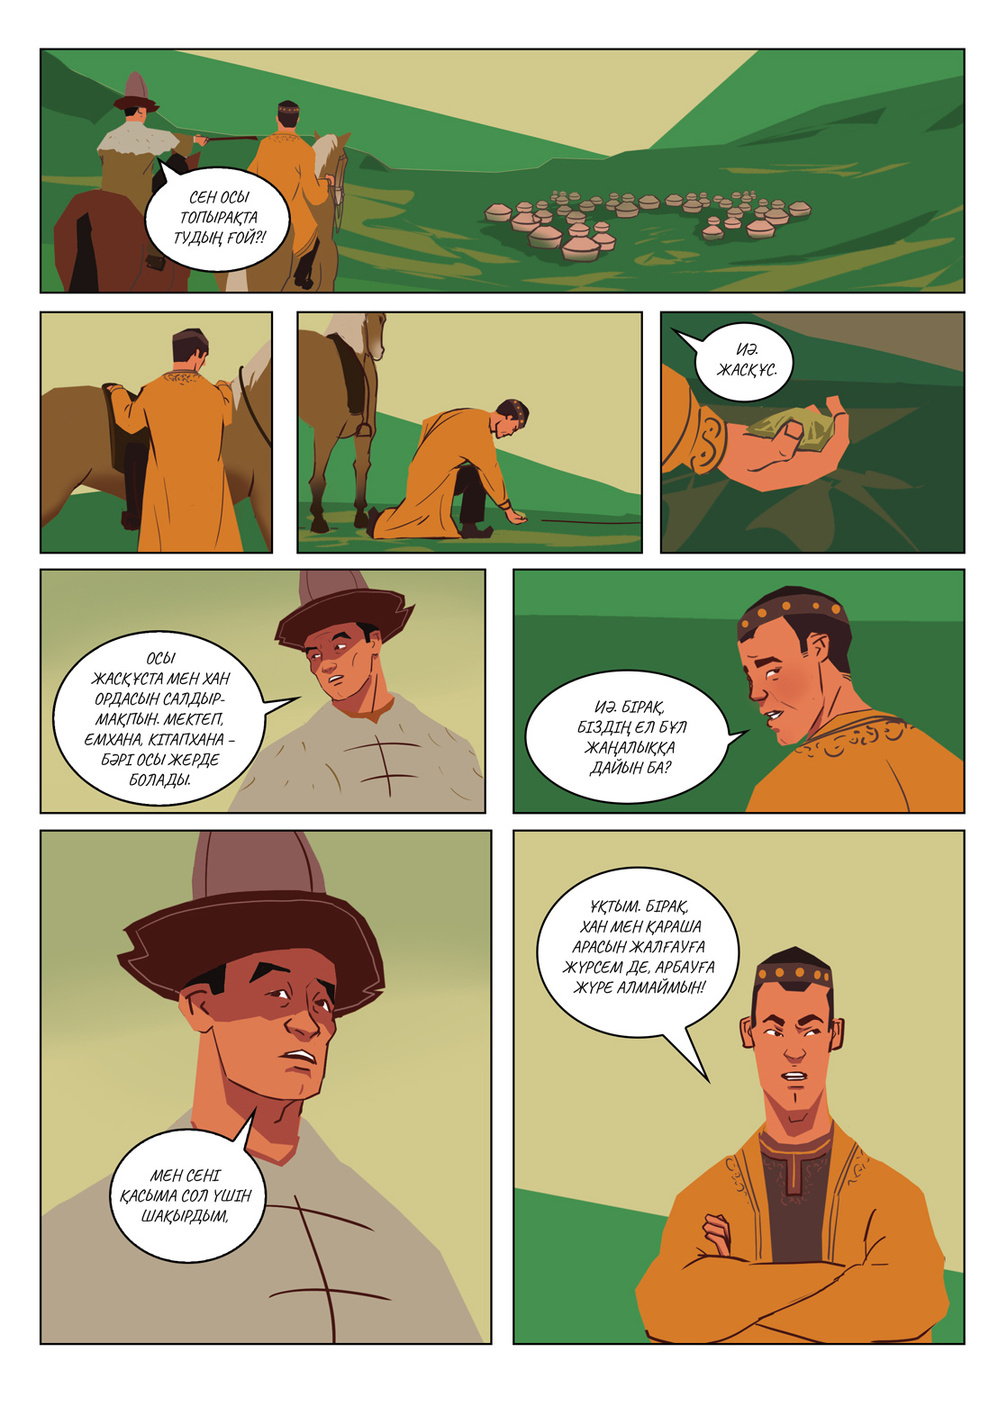 СЕН ОСЫ
ТОПЫРАҚТА
ТУДЫҢ ҒОЙ?!
ИӘ.
ЖАСҚҰС.
ОСЫ
ЖАСҚҰСТА МЕН ХАН
ОРДАСЫН САЛДЫР-
МАҚПЫН. МЕКТЕП,
ЕМХАНА, КІТАПХАНА –
БӘРІ ОСЫ ЖЕРДЕ
БОЛАДЫ.
ИӘ. БІРАҚ,
БІЗДІҢ ЕЛ БҰЛ
ЖАҢАЛЫҚҚА
ДАЙЫН БА?
МЕН СЕНІ
ҚАСЫМА СОЛ ҮШІН
ШАҚЫРДЫМ,
ҰҚТЫМ. БІРАҚ,
ХАН МЕН ҚАРАША
АРАСЫН ЖАЛҒАУҒА
ЖҮРСЕМ ДЕ, АРБАУҒА
ЖҮРЕ АЛМАЙМЫН!